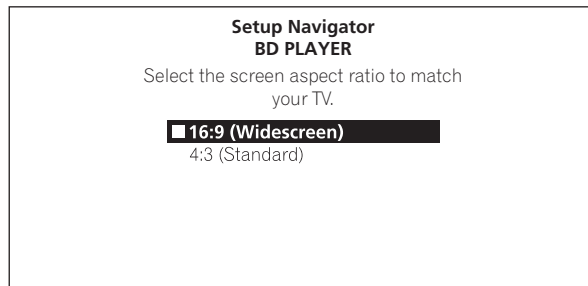 Setup Navigator
BD PLAYER
Select the screen aspect ratio to match
your TV.
16:9 (Widescreen)
4:3 (Standard)